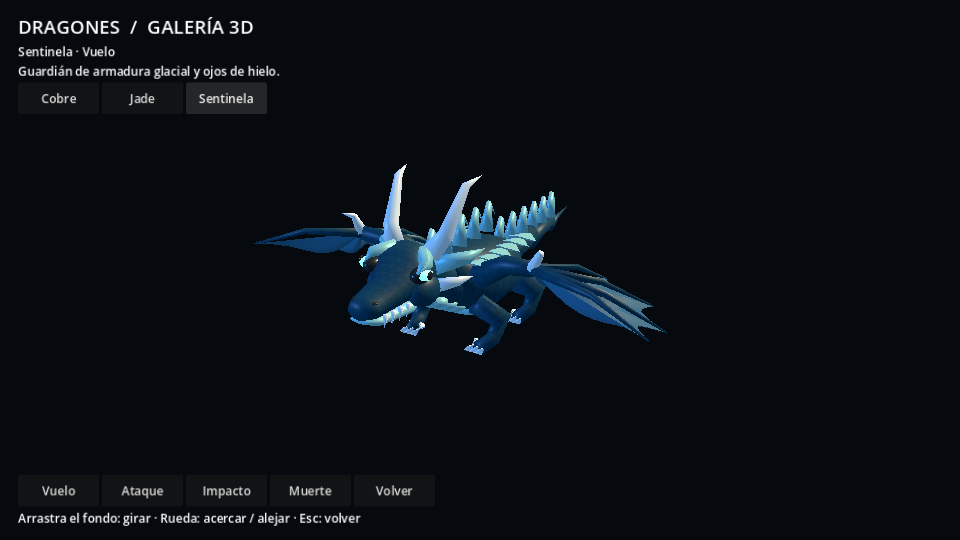 DRAGONES / GALERÍA 3D
Sentinela · Vuelo
Guardián de armadura glacial y ojos de hielo.
Cobre Jade Sentinela
Vuelo Ataque Impacto Muerte Volver
Arrastra el fondo: girar · Rueda: acercar / alejar · Esc: volver